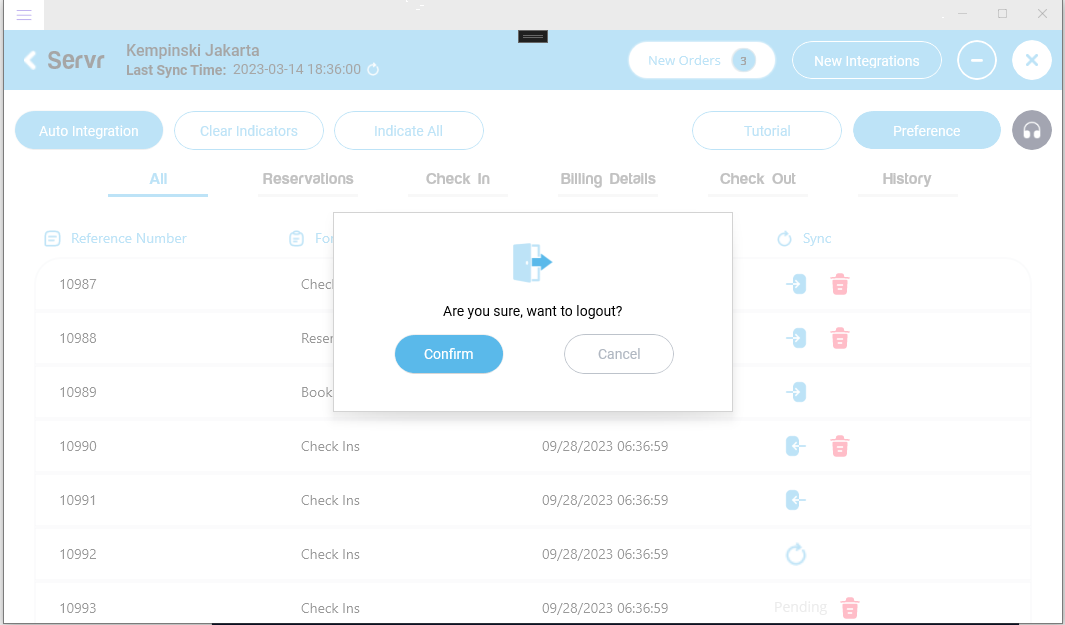 Servr
Kempinski Jakarta
Last Sync Time: 2023-03-14 18:36:00
New Orders 3
New Integrations
Auto Integration
Clear Indicators
Indicate All
Tutorial
Preference
All
Reservations
Check In
Billing Details
Check Out
History
Reference Number
For
Sync
10987 Chec
10988 Reser
10989 Book
Are you sure, want to logout?
Confirm
Cancel
10990 Check Ins 09/28/2023 06:36:59
10991 Check Ins 09/28/2023 06:36:59
10992 Check Ins 09/28/2023 06:36:59
10993 Check Ins 09/28/2023 06:36:59 Pending